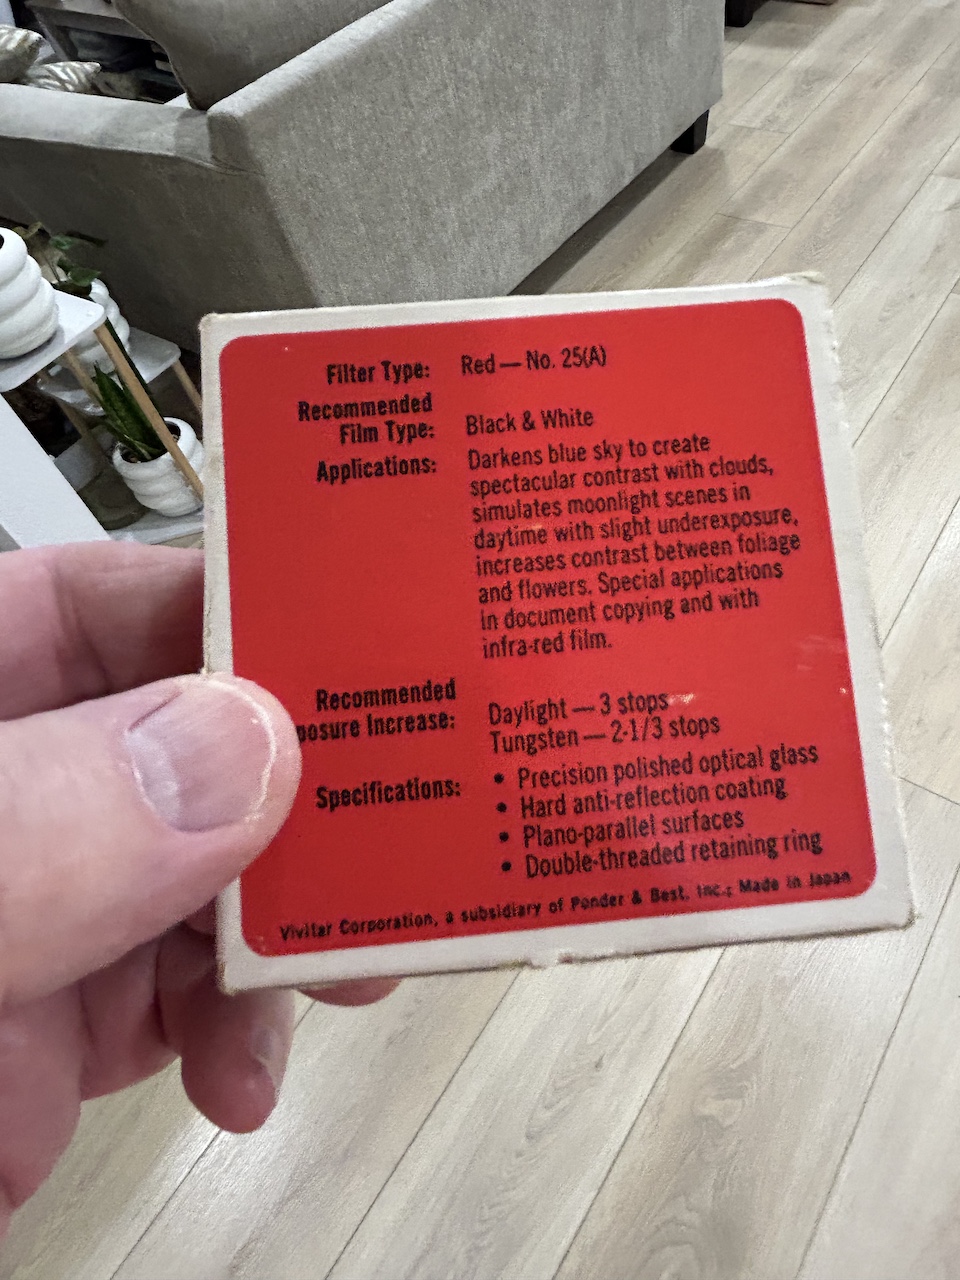 Filter Type: Red — No. 25(A)
Recommended
Film Type: Black & White
Applications: Darkens blue sky to create
spectacular contrast with clouds,
simulates moonlight scenes in
daytime with slight underexposure,
increases contrast between foliage
and flowers. Special applications
in document copying and with
infra-red film.
Recommended
posure Increase: Daylight — 3 stops
Tungsten — 2-1/3 stops
Specifications: • Precision polished optical glass
• Hard anti-reflection coating
• Plano-parallel surfaces
• Double-threaded retaining ring
Vivitar Corporation, a subsidiary of Ponder & Best, Inc.; Made in Japan